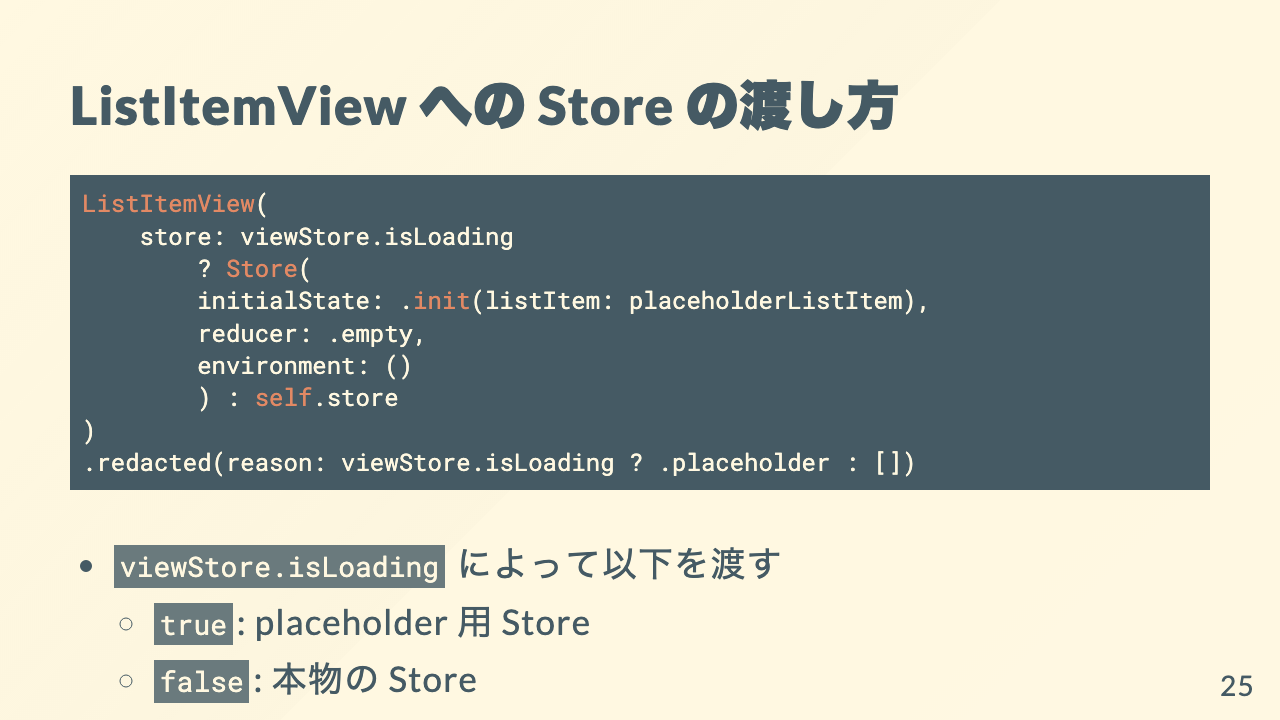 ListItemView への Store の渡し方
ListItemView(
    store: viewStore.isLoading
        ? Store(
        initialState: .init(listItem: placeholderListItem),
        reducer: .empty,
        environment: ()
        ) : self.store
)
.redacted(reason: viewStore.isLoading ? .placeholder : [])
viewStore.isLoading によって以下を渡す
true: placeholder 用 Store
false: 本物の Store
25